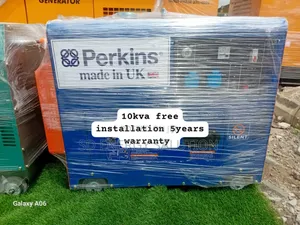 GENERATOR
Perkins
made in UK
10kva free
installation 5years
warranty
SILENT
Galaxy A06